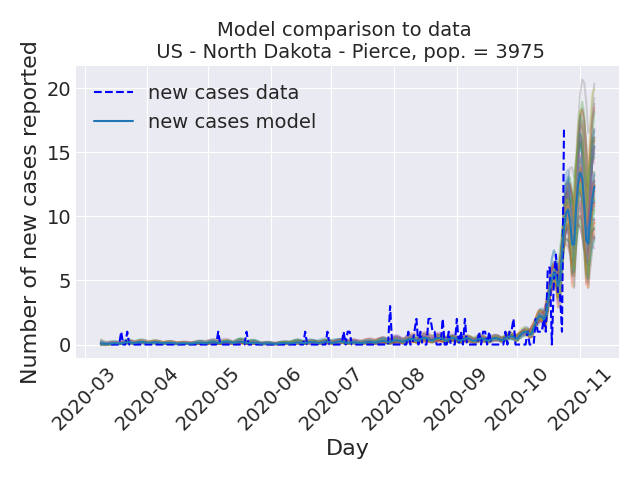 Model comparison to data
US - North Dakota - Pierce, pop. = 3975
Number of new cases reported
20
15
10
5
0
new cases data
new cases model
2020-03
2020-04
2020-05
2020-06
2020-07
2020-08
2020-09
2020-10
2020-11
Day